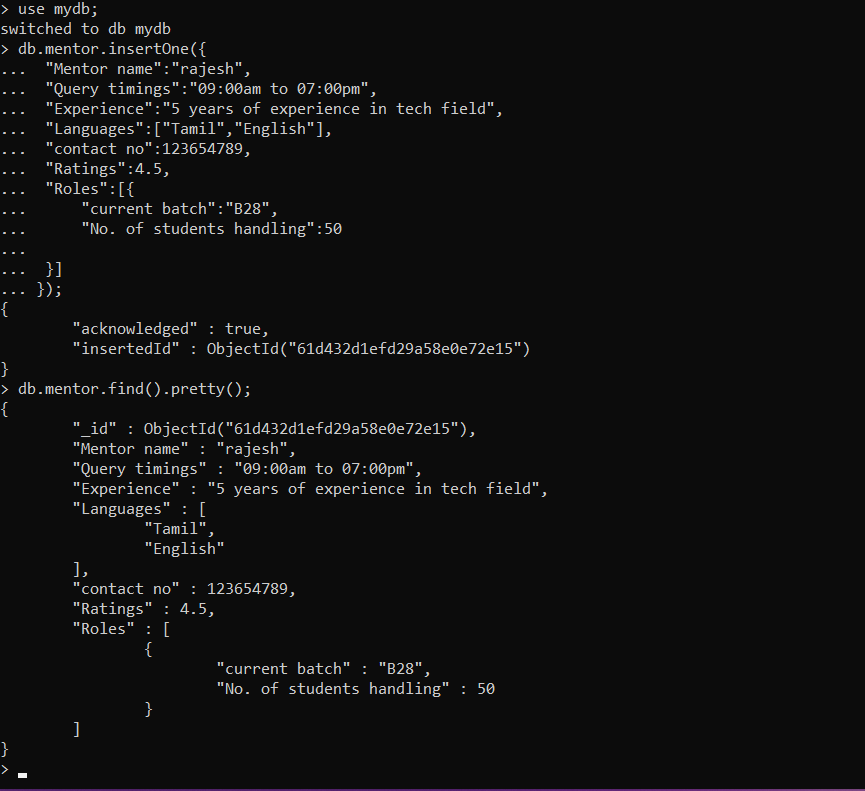 > use mydb;
switched to db mydb
> db.mentor.insertOne({
...  "Mentor name":"rajesh",
...  "Query timings":"09:00am to 07:00pm",
...  "Experience":"5 years of experience in tech field",
...  "Languages":["Tamil","English"],
...  "contact no":123654789,
...  "Ratings":4.5,
...  "Roles":[{
...      "current batch":"B28",
...      "No. of students handling":50
...
...  }]
... });
{
        "acknowledged" : true,
        "insertedId" : ObjectId("61d432d1efd29a58e0e72e15")
}
> db.mentor.find().pretty();
{
        "_id" : ObjectId("61d432d1efd29a58e0e72e15"),
        "Mentor name" : "rajesh",
        "Query timings" : "09:00am to 07:00pm",
        "Experience" : "5 years of experience in tech field",
        "Languages" : [
                "Tamil",
                "English"
        ],
        "contact no" : 123654789,
        "Ratings" : 4.5,
        "Roles" : [
                {
                        "current batch" : "B28",
                        "No. of students handling" : 50
                }
        ]
}
>